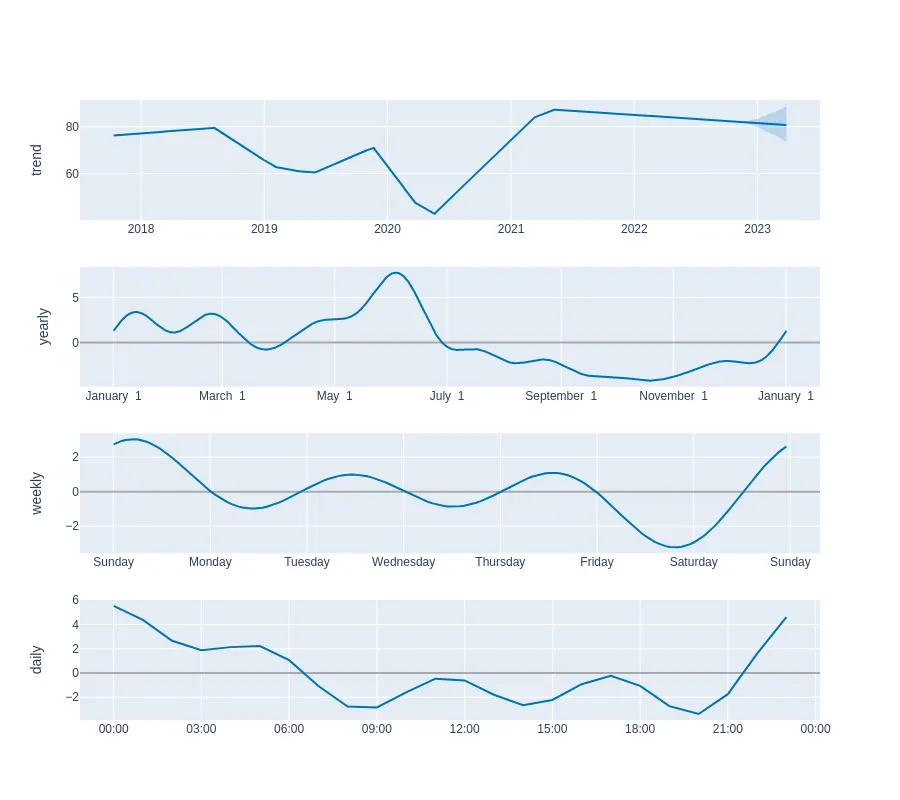 trend
80
60
2018 2019 2020 2021 2022 2023
yearly
5
0
January 1 March 1 May 1 July 1 September 1 November 1 January 1
weekly
2
0
−2
Sunday Monday Tuesday Wednesday Thursday Friday Saturday Sunday
daily
6
4
2
0
−2
00:00 03:00 06:00 09:00 12:00 15:00 18:00 21:00 00:00